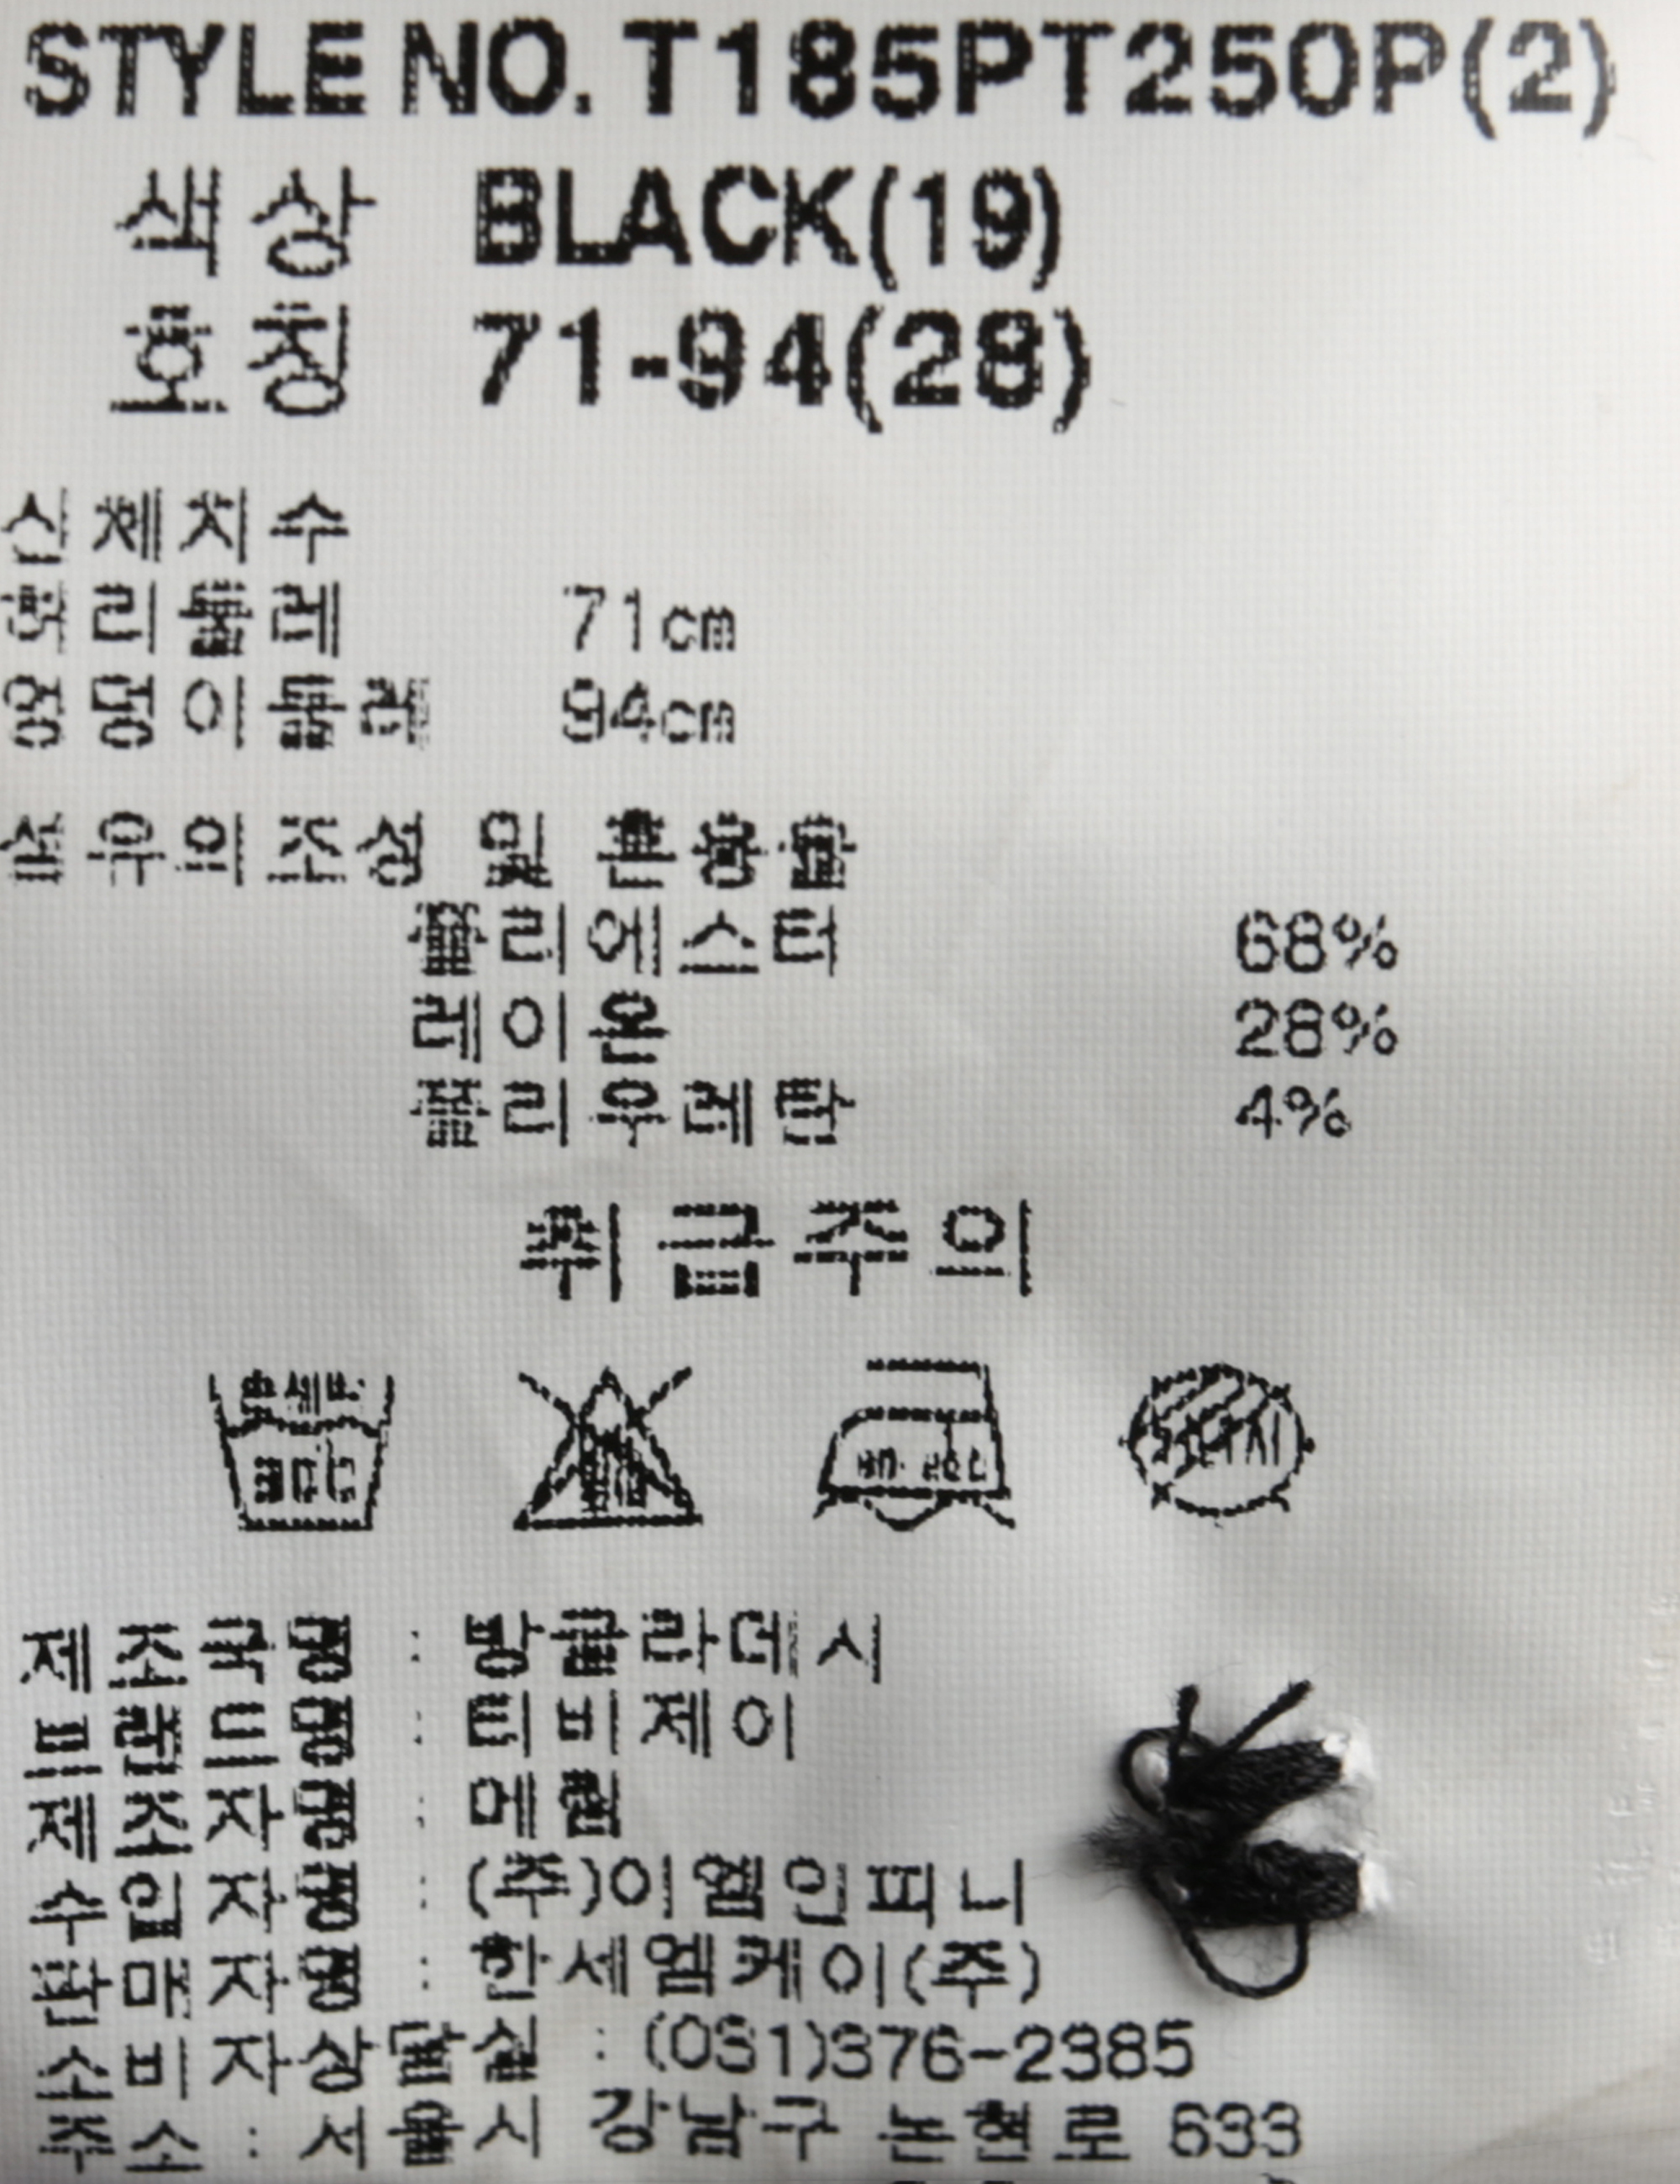 STYLE NO. T185PT250P(2)
색상 BLACK(19)
호칭 71-94(28)
신체치수
허리둘레 71cm
엉덩이둘레 94cm
섬유의조성 및 혼용율
폴리에스터 68%
레이온 28%
폴리우레탄 4%
취급주의
제조국명 : 방글라데시
브랜드명 : 티비제이
제조자명 : 메림
수입자명 : (주)이엠인피니
판매자명 : 한세엠케이(주)
소비자상담실 : (031)376-2385
주소 : 서울시 강남구 논현로 633